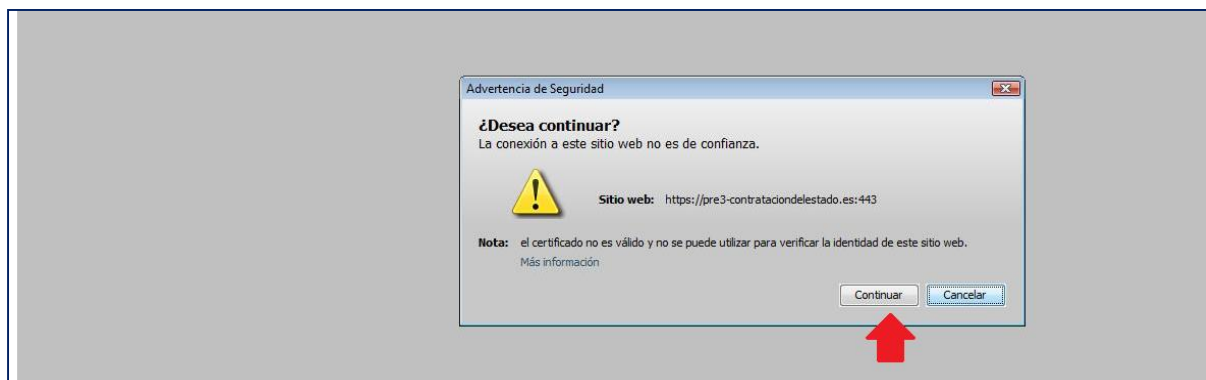 Advertencia de Seguridad
¿Desea continuar?
La conexión a este sitio web no es de confianza.
Sitio web: https://pre3-contrataciondelestado.es:443
Nota: el certificado no es válido y no se puede utilizar para verificar la identidad de este sitio web.
Más información
Continuar Cancelar